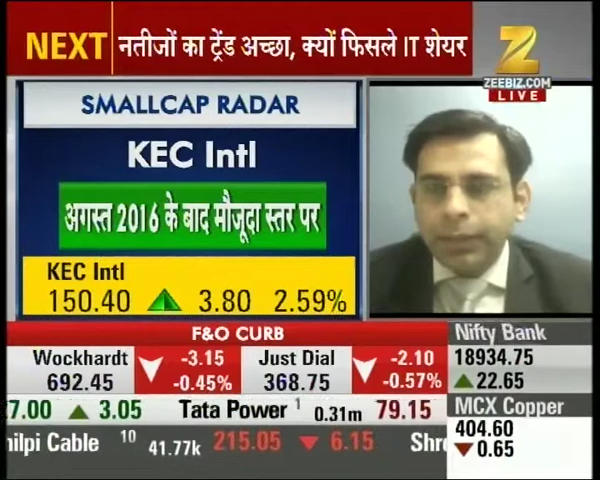 NEXT
नतीजों का ट्रेंड अच्छा, क्यों फिसले IT शेयर
ZEEBIZ.COM
LIVE
SMALLCAP RADAR
KEC Intl
अगस्त 2016 के बाद मौजूदा स्तर पर
KEC Intl
150.40 3.80 2.59%
F&O CURB
Wockhardt -3.15 Just Dial -2.10
692.45 -0.45% 368.75 -0.57%
Nifty Bank
18934.75
22.65
7.00 3.05 Tata Power 1 0.31m 79.15
MCX Copper
404.60
0.65
hilpi Cable 10 41.77k 215.05 6.15 Shr